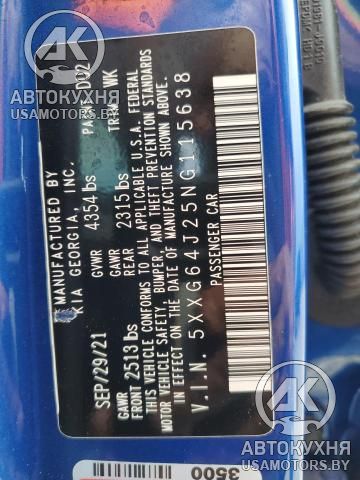 MANUFACTURED BY
KIA GEORGIA, INC.
SEP/29/21 GVWR 4354 lbs
GAWR FRONT 2513 lbs GAWR REAR 2315 lbs
THIS VEHICLE CONFORMS TO ALL APPLICABLE U.S.A. FEDERAL
MOTOR VEHICLE SAFETY, BUMPER, AND THEFT PREVENTION STANDARDS
IN EFFECT ON THE DATE OF MANUFACTURE SHOWN ABOVE.
V.I.N. 5XXG64J25NG115638
PASSENGER CAR
3500
АВТОКУХНЯ
USAMOTORS.BY
АВТОКУХНЯ
USAMOTORS.BY